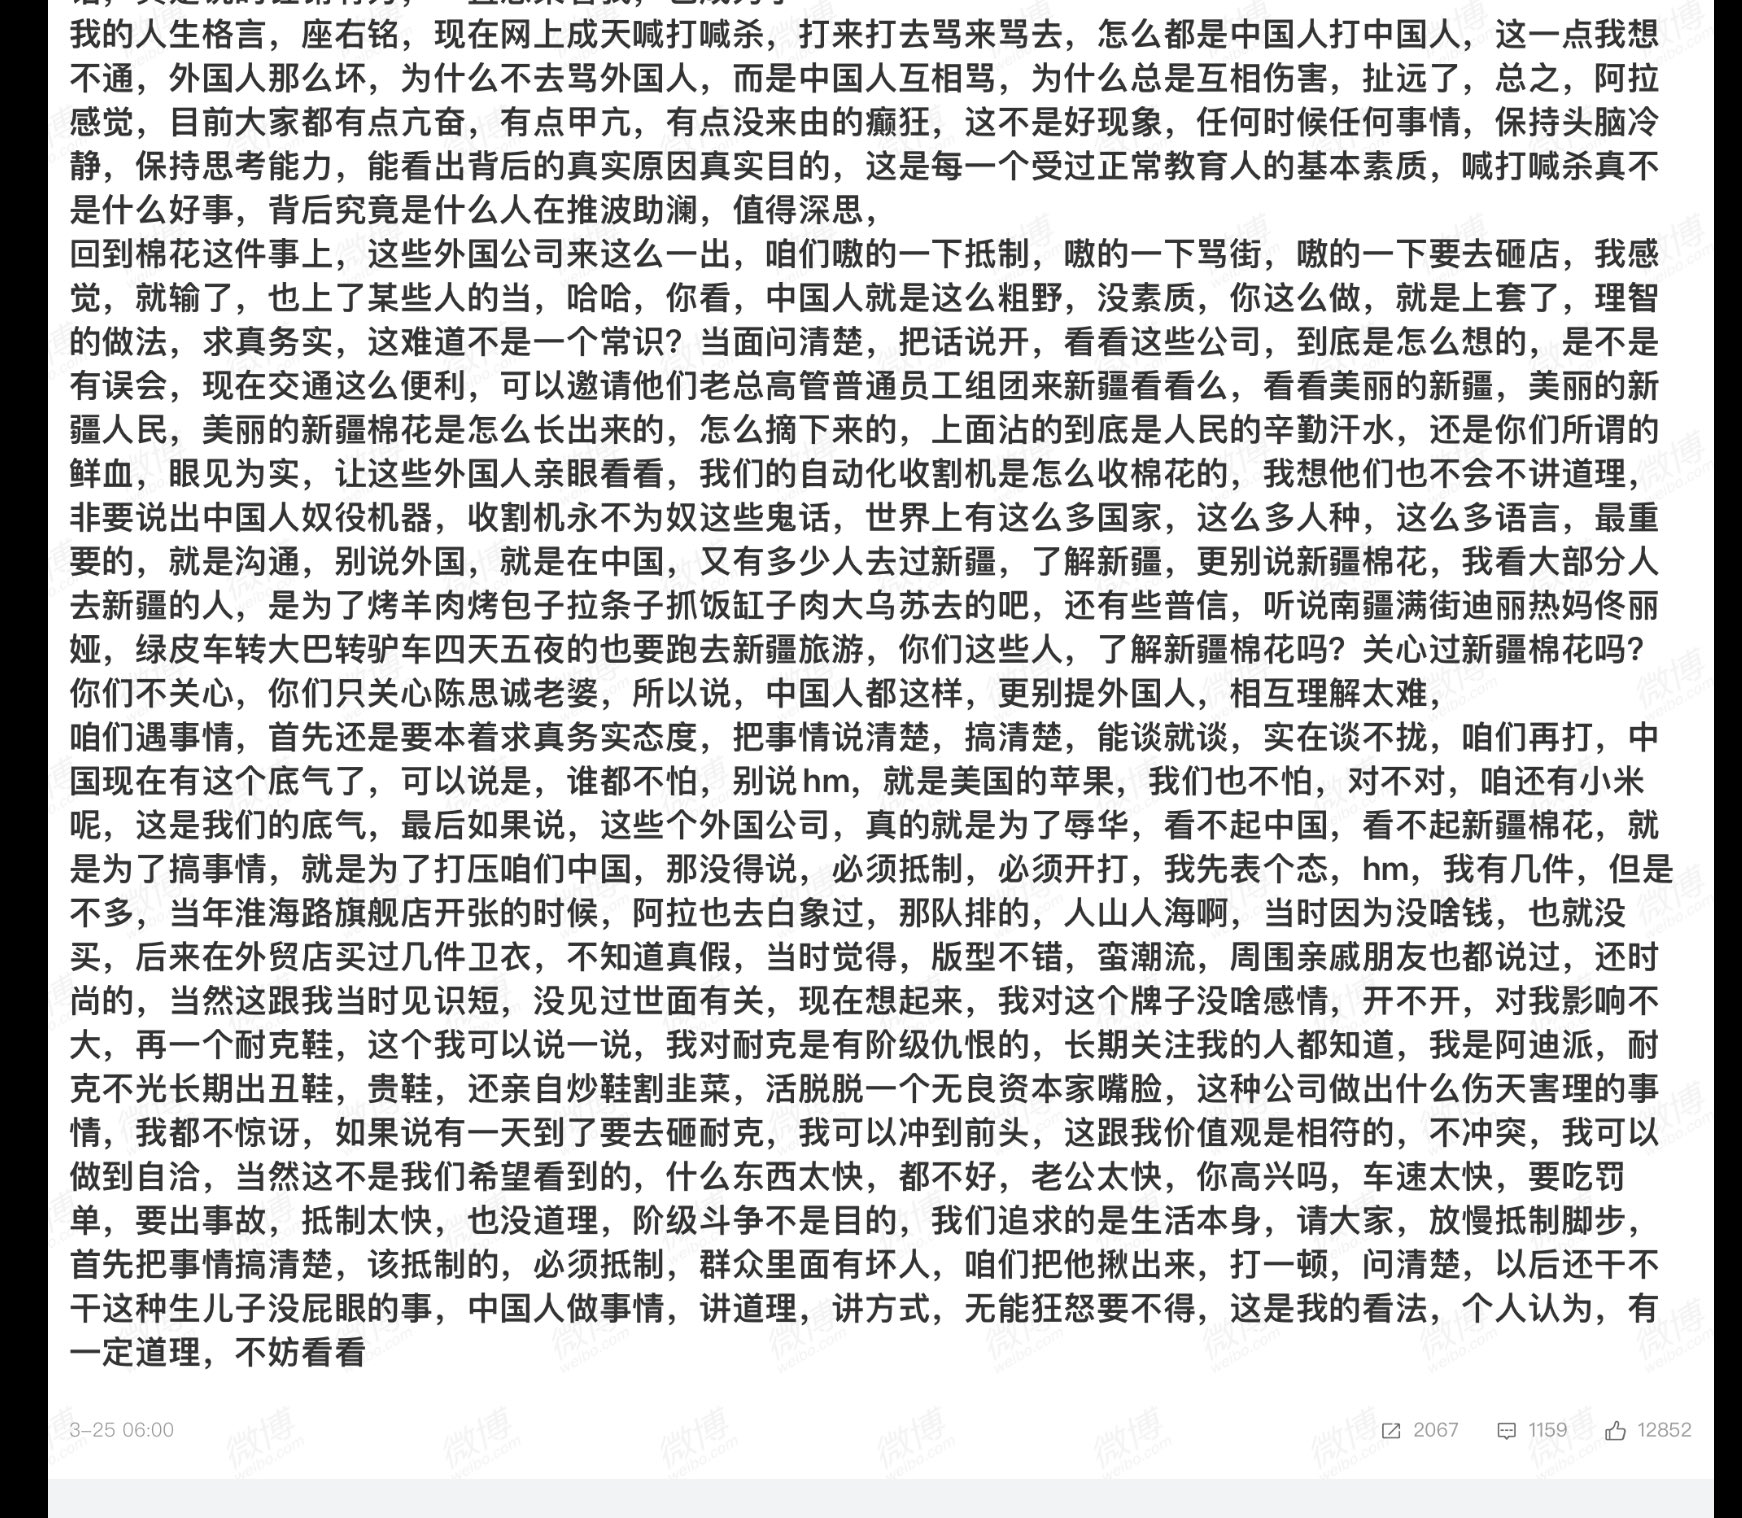 我的人生格言，座右铭，现在网上成天喊打喊杀，打来打去骂来骂去，怎么都是中国人打中国人，这一点我想
不通，外国人那么坏，为什么不去骂外国人，而是中国人互相骂，为什么总是互相伤害，扯远了，总之，阿拉
感觉，目前大家都有点亢奋，有点甲亢，有点没来由的癫狂，这不是好现象，任何时候任何事情，保持头脑冷
静，保持思考能力，能看出背后的真实原因真实目的，这是每一个受过正常教育人的基本素质，喊打喊杀真不
是什么好事，背后究竟是什么人在推波助澜，值得深思，
回到棉花这件事上，这些外国公司来这么一出，咱们嗷的一下抵制，嗷的一下骂街，嗷的一下要去砸店，我感
觉，就输了，也上了某些人的当，哈哈，你看，中国人就是这么粗野，没素质，你这么做，就是上套了，理智
的做法，求真务实，这难道不是一个常识？当面问清楚，把话说开，看看这些公司，到底是怎么想的，是不是
有误会，现在交通这么便利，可以邀请他们老总高管普通员工组团来新疆看看么，看看美丽的新疆，美丽的新
疆人民，美丽的新疆棉花是怎么长出来的，怎么摘下来的，上面沾的到底是人民的辛勤汗水，还是你们所谓的
鲜血，眼见为实，让这些外国人亲眼看看，我们的自动化收割机是怎么收棉花的，我想他们也不会不讲道理，
非要说出中国人奴役机器，收割机永不为奴这些鬼话，世界上有这么多国家，这么多人种，这么多语言，最重
要的，就是沟通，别说外国，就是在中国，又有多少人去过新疆，了解新疆，更别说新疆棉花，我看大部分人
去新疆的人，是为了烤羊肉烤包子拉条子抓饭缸子肉大乌苏去的吧，还有些普信，听说南疆满街迪丽热妈佟丽
娅，绿皮车转大巴转驴车四天五夜的也要跑去新疆旅游，你们这些人，了解新疆棉花吗？关心过新疆棉花吗？
你们不关心，你们只关心陈思诚老婆，所以说，中国人都这样，更别提外国人，相互理解太难，
咱们遇事情，首先还是要本着求真务实态度，把事情说清楚，搞清楚，能谈就谈，实在谈不拢，咱们再打，中
国现在有这个底气了，可以说是，谁都不怕，别说hm，就是美国的苹果，我们也不怕，对不对，咱还有小米
呢，这是我们的底气，最后如果说，这些个外国公司，真的就是为了辱华，看不起中国，看不起新疆棉花，就
是为了搞事情，就是为了打压咱们中国，那没得说，必须抵制，必须开打，我先表个态，hm，我有几件，但是
不多，当年淮海路旗舰店开张的时候，阿拉也去白象过，那队排的，人山人海啊，当时因为没啥钱，也就没
买，后来在外贸店买过几件卫衣，不知道真假，当时觉得，版型不错，蛮潮流，周围亲戚朋友也都说过，还时
尚的，当然这跟我当时见识短，没见过世面有关，现在想起来，我对这个牌子没啥感情，开不开，对我影响不
大，再一个耐克鞋，这个我可以说一说，我对耐克是有阶级仇恨的，长期关注我的人都知道，我是阿迪派，耐
克不光长期出丑鞋，贵鞋，还亲自炒鞋割韭菜，活脱脱一个无良资本家嘴脸，这种公司做出什么伤天害理的事
情，我都不惊讶，如果说有一天到了要去砸耐克，我可以冲到前头，这跟我价值观是相符的，不冲突，我可以
做到自洽，当然这不是我们希望看到的，什么东西太快，都不好，老公太快，你高兴吗，车速太快，要吃罚
单，要出事故，抵制太快，也没道理，阶级斗争不是目的，我们追求的是生活本身，请大家，放慢抵制脚步，
首先把事情搞清楚，该抵制的，必须抵制，群众里面有坏人，咱们把他揪出来，打一顿，问清楚，以后还干不
干这种生儿子没屁眼的事，中国人做事情，讲道理，讲方式，无能狂怒要不得，这是我的看法，个人认为，有
一定道理，不妨看看
3-25 06:00 2067 1159 12852